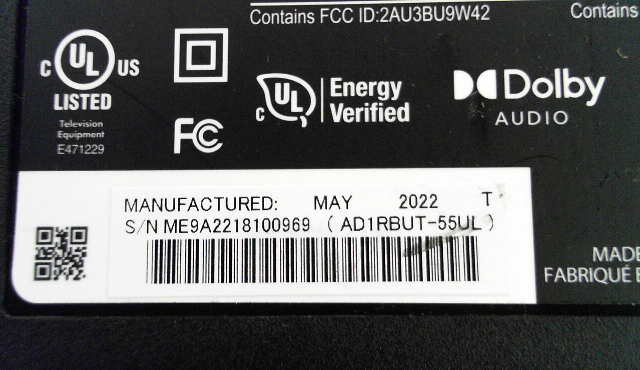 Contains FCC ID:2AU3BU9W42
Contains
C UL US
LISTED
Television
Equipment
E471229
FC
C UL Energy
Verified
Dolby
AUDIO
MANUFACTURED: MAY 2022 T
S/N ME9A2218100969 ( AD1RBUT-55UL )
MADE
FABRIQUÉ